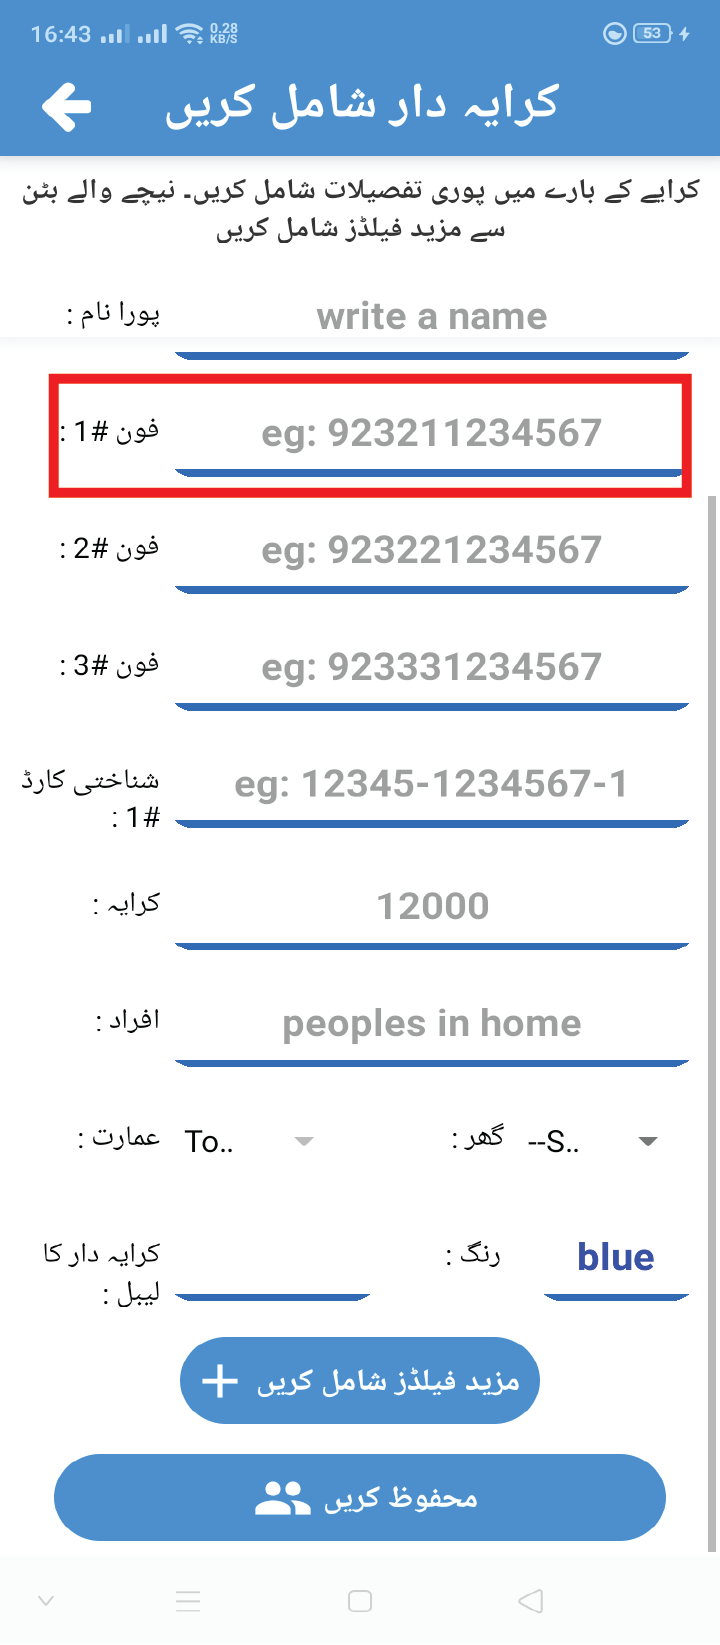 16:43 0.28 KB/S 53
کرایہ دار شامل کریں
کرایے کے بارے میں پوری تفصیلات شامل کریں۔ نیچے والے بٹن
سے مزید فیلڈز شامل کریں
پورا نام : write a name
فون #1 : eg: 923211234567
فون #2 : eg: 923221234567
فون #3 : eg: 923331234567
شناختی کارڈ
#1 : eg: 12345-1234567-1
کرایہ : 12000
افراد : peoples in home
عمارت : To.. گھر : --S..
کرایہ دار کا
لیبل : رنگ : blue
مزید فیلڈز شامل کریں
محفوظ کریں